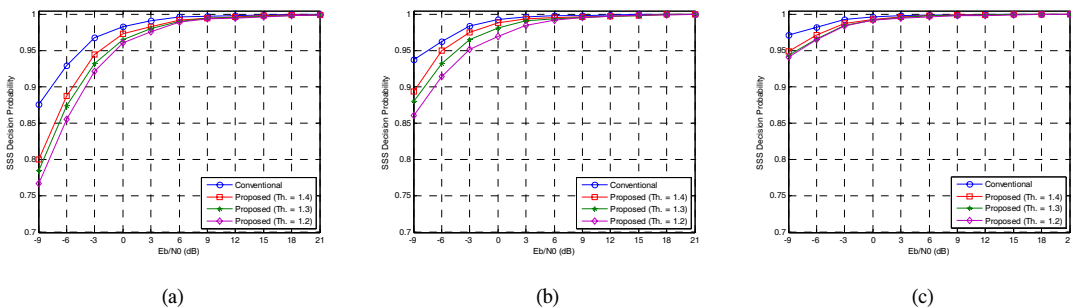 1
0.95
0.9
0.85
0.8
0.75
0.7
SSS Decision Probability
Conventional
Proposed (Th. = 1.4)
Proposed (Th. = 1.3)
Proposed (Th. = 1.2)
-9 -6 -3 0 3 6 9 12 15 18 21
Eb/N0 (dB)
(a)
1
0.95
0.9
0.85
0.8
0.75
0.7
SSS Decision Probability
Conventional
Proposed (Th. = 1.4)
Proposed (Th. = 1.3)
Proposed (Th. = 1.2)
-9 -6 -3 0 3 6 9 12 15 18 21
Eb/N0 (dB)
(b)
1
0.95
0.9
0.85
0.8
0.75
0.7
SSS Decision Probability
Conventional
Proposed (Th. = 1.4)
Proposed (Th. = 1.3)
Proposed (Th. = 1.2)
-9 -6 -3 0 3 6 9 12 15 18 2
Eb/N0 (dB)
(c)